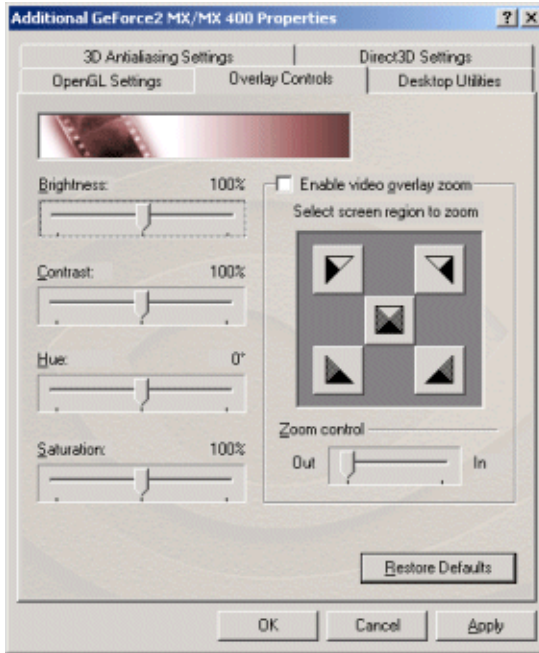 Additional GeForce2 MX/MX 400 Properties
3D Antialiasing Settings Direct3D Settings
OpenGL Settings Overlay Controls Desktop Utilities
Brightness: 100%
Enable video overlay zoom
Select screen region to zoom
Contrast: 100%
Hue: 0°
Zoom control
Saturation: 100%
Out In
Restore Defaults
OK Cancel Apply